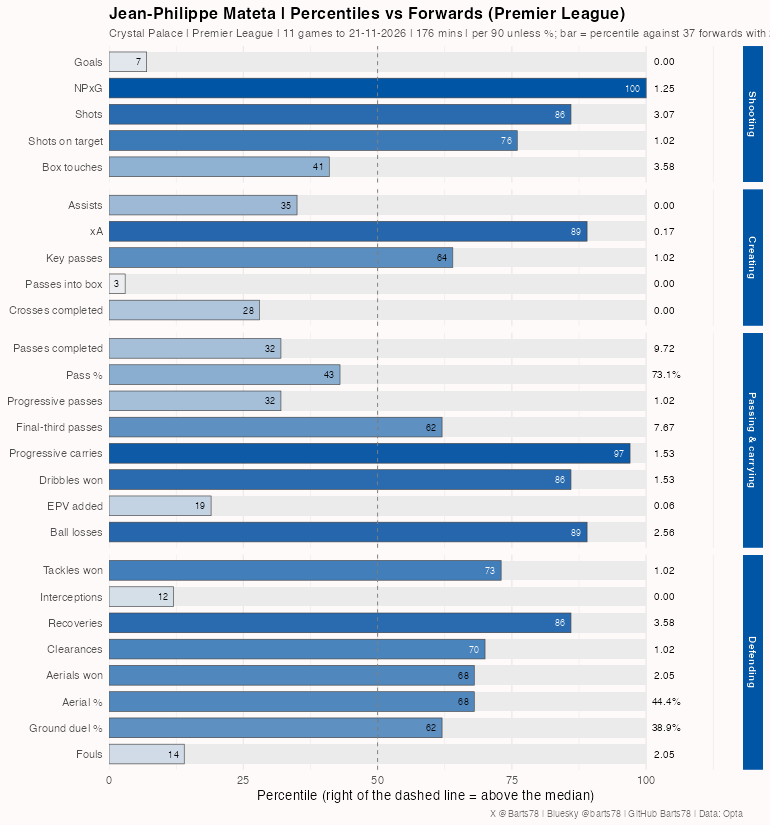 Jean-Philippe Mateta | Percentiles vs Forwards (Premier League)
Crystal Palace | Premier League | 11 games to 21-11-2026 | 176 mins | per 90 unless %; bar = percentile against 37 forwards with
Shooting
Goals 7 0.00
NPxG 100 1.25
Shots 86 3.07
Shots on target 76 1.02
Box touches 41 3.58
Creating
Assists 35 0.00
xA 89 0.17
Key passes 64 1.02
Passes into box 3 0.00
Crosses completed 28 0.00
Passing & carrying
Passes completed 32 9.72
Pass % 43 73.1%
Progressive passes 32 1.02
Final-third passes 62 7.67
Progressive carries 97 1.53
Dribbles won 86 1.53
EPV added 19 0.06
Ball losses 89 2.56
Defending
Tackles won 73 1.02
Interceptions 12 0.00
Recoveries 86 3.58
Clearances 70 1.02
Aerials won 68 2.05
Aerial % 68 44.4%
Ground duel % 62 38.9%
Fouls 14 2.05
0 25 50 75 100
Percentile (right of the dashed line = above the median)
X @Barts78 | Bluesky @barts78 | GitHub Barts78 | Data: Opta